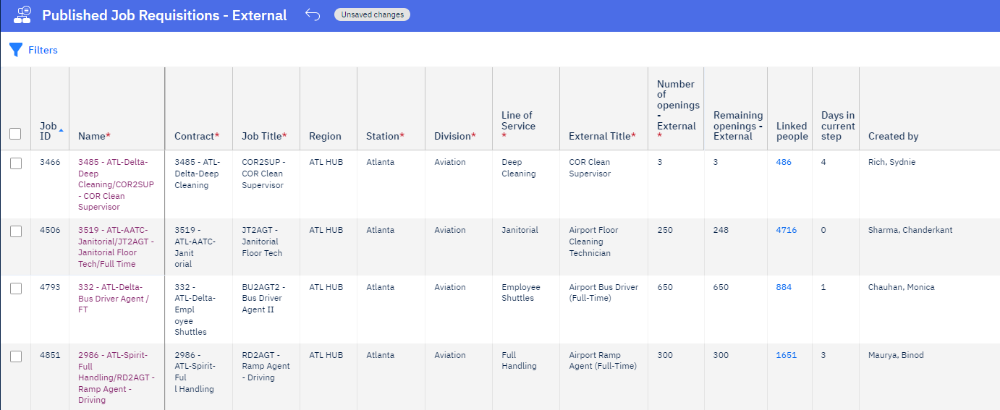 Published Job Requisitions - External
Unsaved changes
Filters
Job
ID
Name*
Contract*
Job Title*
Region
Station*
Division*
Line of
Service
*
External Title*
Number
of
openings
-
External
*
Remaining
openings -
External
Linked
people
Days in
current
step
Created by
3466
3485 - ATL-Delta-
Deep
Cleaning/COR2SUP
- COR Clean
Supervisor
3485 - ATL-
Delta-Deep
Cleaning
COR2SUP -
COR Clean
Supervisor
ATL HUB
Atlanta
Aviation
Deep
Cleaning
COR Clean
Supervisor
3
3
486
4
Rich, Sydnie
4506
3519 - ATL-AATC-
Janitorial/JT2AGT -
Janitorial Floor
Tech/Full Time
3519 -
ATL-AATC-
Janit
orial
JT2AGT -
Janitorial
Floor Tech
ATL HUB
Atlanta
Aviation
Janitorial
Airport Floor
Cleaning
Technician
250
248
4716
0
Sharma, Chanderkant
4793
332 - ATL-Delta-
Bus Driver Agent /
FT
332 -
ATL-Delta-
Empl
oyee
Shuttles
BU2AGT2 -
Bus Driver
Agent II
ATL HUB
Atlanta
Aviation
Employee
Shuttles
Airport Bus Driver
(Full-Time)
650
650
884
1
Chauhan, Monica
4851
2986 - ATL-Spirit-
Full
Handling/RD2AGT -
Ramp Agent -
Driving
2986 -
ATL-Spirit-
Ful
l Handling
RD2AGT -
Ramp Agent
- Driving
ATL HUB
Atlanta
Aviation
Full
Handling
Airport Ramp
Agent (Full-Time)
300
300
1651
3
Maurya, Binod